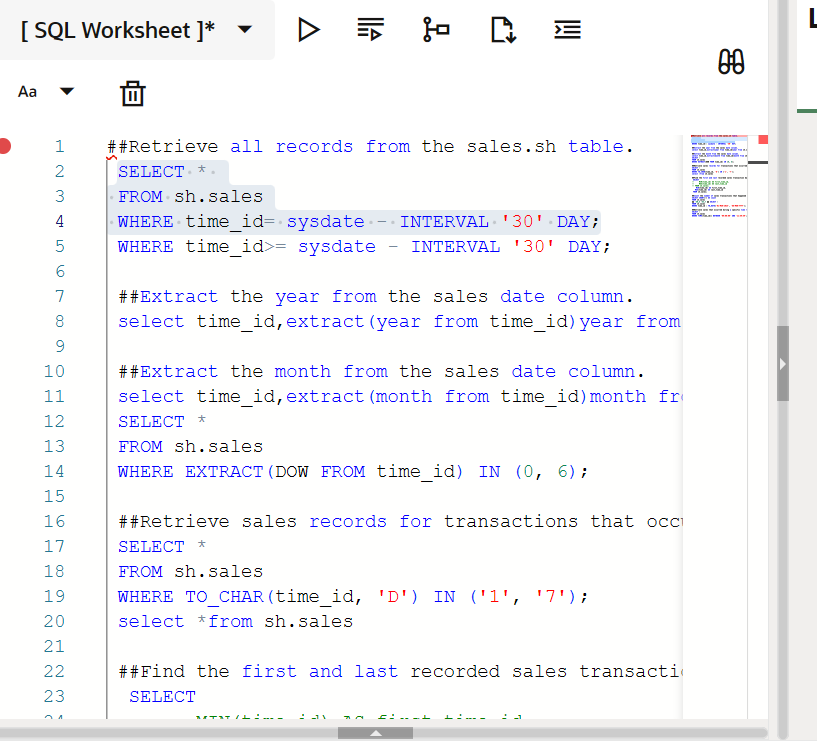 [ SQL Worksheet ]*
Aa
1 ##Retrieve all records from the sales.sh table.
2 SELECT *
3 FROM sh.sales
4 WHERE time_id= sysdate - INTERVAL '30' DAY;
5 WHERE time_id>= sysdate - INTERVAL '30' DAY;
6
7 ##Extract the year from the sales date column.
8 select time_id,extract(year from time_id)year from
9
10 ##Extract the month from the sales date column.
11 select time_id,extract(month from time_id)month fr
12 SELECT *
13 FROM sh.sales
14 WHERE EXTRACT(DOW FROM time_id) IN (0, 6);
15
16 ##Retrieve sales records for transactions that occ
17 SELECT *
18 FROM sh.sales
19 WHERE TO_CHAR(time_id, 'D') IN ('1', '7');
20 select *from sh.sales
21
22 ##Find the first and last recorded sales transacti
23 SELECT
24 MIN(time_id) AS first_time_id